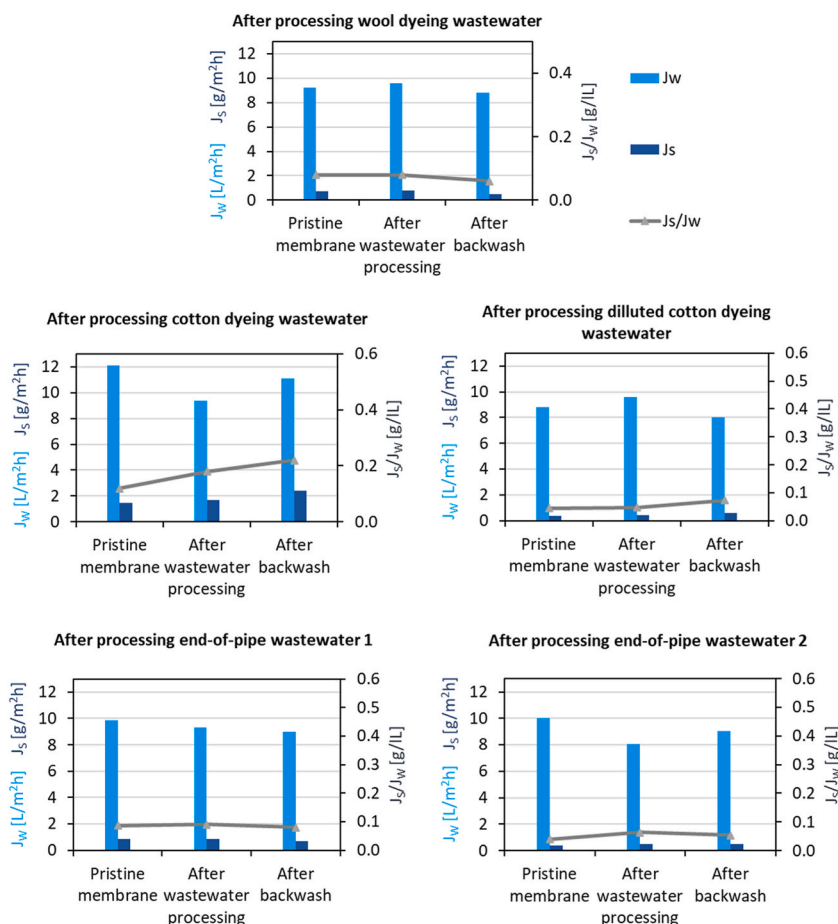 After processing wool dyeing wastewater
Jw [L/m²h] Js [g/m²h]
12
10
8
6
4
2
0
0.4
0.2
0.0
Js/Jw [g/lL]
Pristine After After
membrane wastewater backwash
processing
Jw
Js
Js/Jw
After processing cotton dyeing wastewater
Jw [L/m²h] Js [g/m²h]
12
10
8
6
4
2
0
0.6
0.4
0.2
0.0
Js/Jw [g/lL]
Pristine After After
membrane wastewater backwash
processing
After processing dilluted cotton dyeing
wastewater
Jw [L/m²h] Js [g/m²h]
12
10
8
6
4
2
0
0.6
0.5
0.4
0.3
0.2
0.1
0.0
Js/Jw [g/lL]
Pristine After After
membrane wastewater backwash
processing
After processing end-of-pipe wastewater 1
Jw [L/m²h] Js [g/m²h]
12
10
8
6
4
2
0
0.6
0.5
0.4
0.3
0.2
0.1
0.0
Js/Jw [g/lL]
Pristine After After
membrane wastewater backwash
processing
After processing end-of-pipe wastewater 2
Jw [L/m²h] Js [g/m²h]
12
10
8
6
4
2
0
0.6
0.5
0.4
0.3
0.2
0.1
0.0
Js/Jw [g/lL]
Pristine After After
membrane wastewater backwash
processing